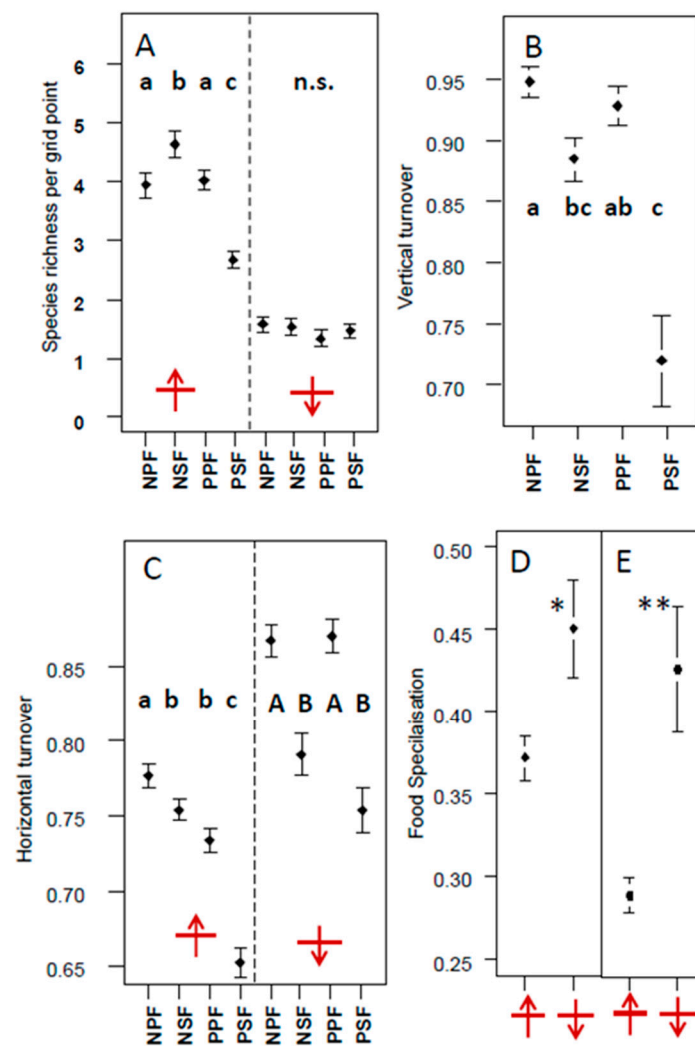 A
Species richness per grid point
6
5
4
3
2
1
0
a b a c
n.s.
NPF NSF PPF PSF NPF NSF PPF PSF
B
Vertical turnover
0.95
0.90
0.85
0.80
0.75
0.70
a bc ab c
NPF NSF PPF PSF
C
Horizontal turnover
0.85
0.80
0.75
0.70
0.65
a b b c A B A B
NPF NSF PPF PSF NPF NSF PPF PSF
D E
Food Specilaisation
0.50
0.45
0.40
0.35
0.30
0.25
* **